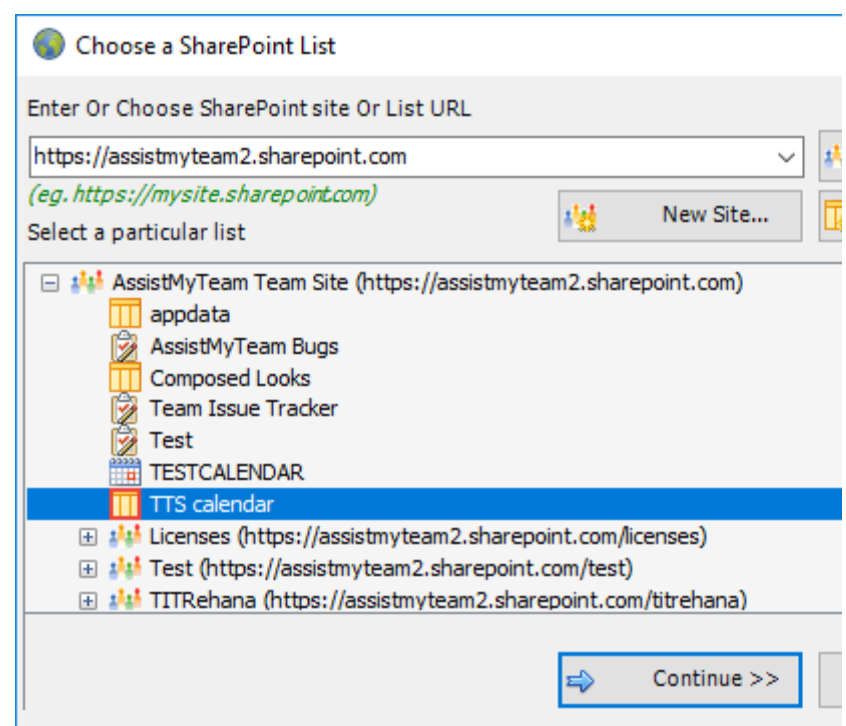 Choose a SharePoint List
Enter Or Choose SharePoint site Or List URL
https://assistmyteam2.sharepoint.com
(eg. https://mysite.sharepoint.com)
New Site...
Select a particular list
AssistMyTeam Team Site (https://assistmyteam2.sharepoint.com)
appdata
AssistMyTeam Bugs
Composed Looks
Team Issue Tracker
Test
TESTCALENDAR
TTS calendar
Licenses (https://assistmyteam2.sharepoint.com/licenses)
Test (https://assistmyteam2.sharepoint.com/test)
TITRehana (https://assistmyteam2.sharepoint.com/titrehana)
Continue >>